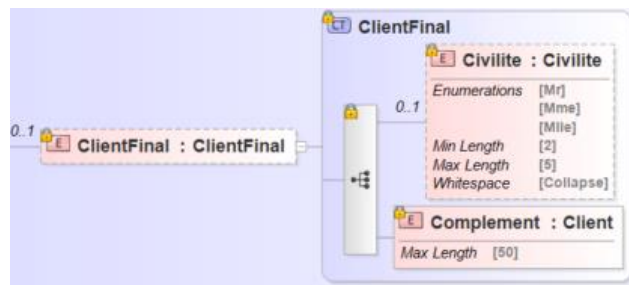 CT ClientFinal
E Civilite : Civilite
0..1
Enumerations [Mr]
[Mme]
[Mlle]
Min Length [2]
Max Length [5]
Whitespace [Collapse]
0..1
E ClientFinal : ClientFinal
E Complement : Client
Max Length [50]